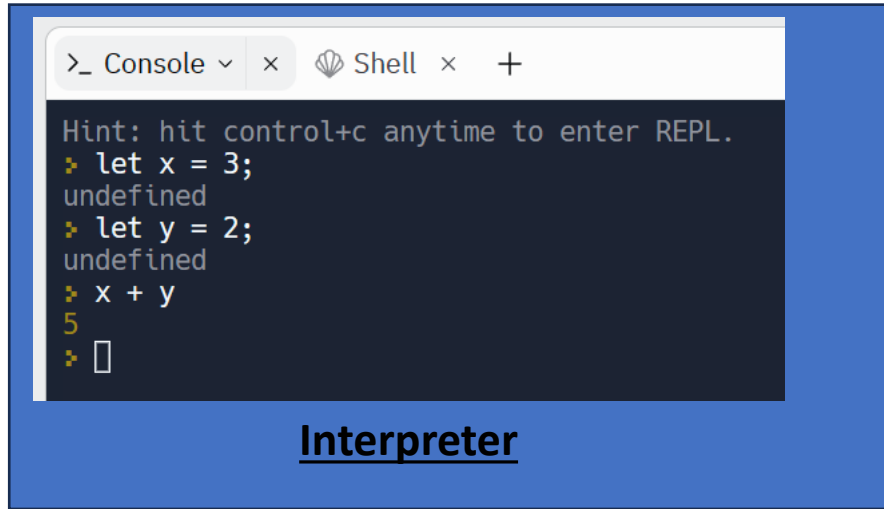 >_ Console × Shell × +
Hint: hit control+c anytime to enter REPL.
> let x = 3;
undefined
> let y = 2;
undefined
> x + y
5
>
Interpreter